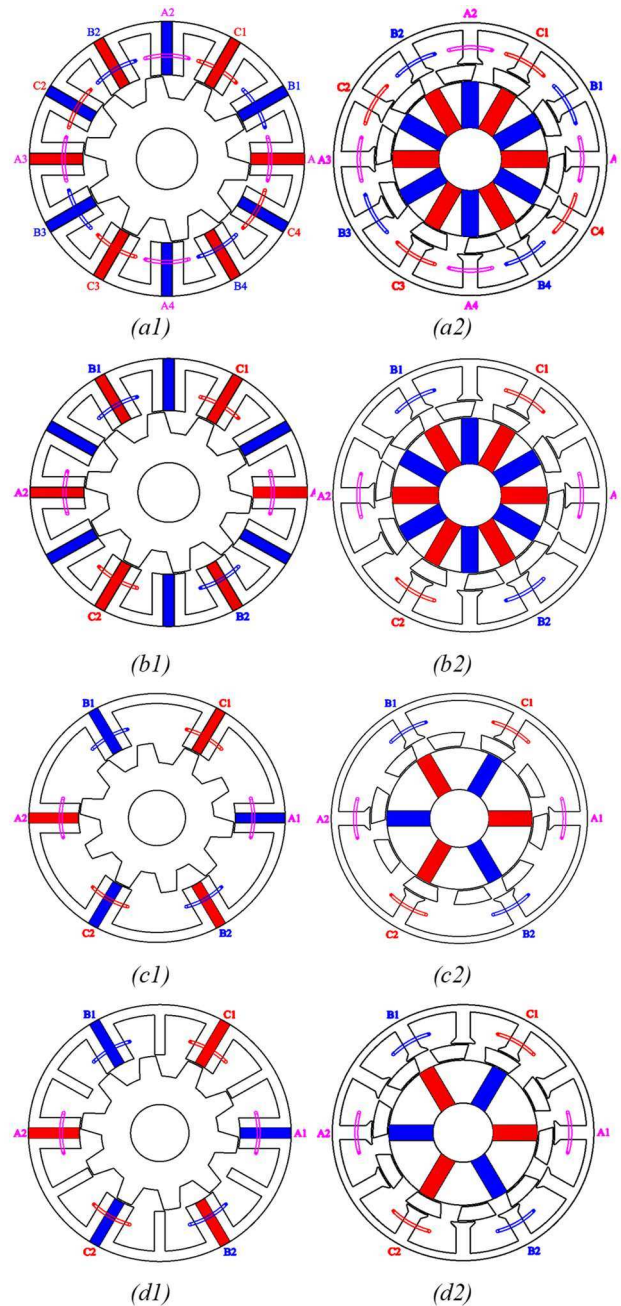 A2 A2
B2 C1 B2 C1
C2 B1 C2 B1
A3 A3 A
B3 C4 B3 C4
C3 B4 C3 B4
A4 A4
(a1) (a2)
B1 C1 B1 C1
A2 A A2 A
C2 B2 C2 B2
(b1) (b2)
B1 C1 B1 C1
A2 A1 A2 A1
C2 B2 C2 B2
(c1) (c2)
B1 C1 B1 C1
A2 A1 A2 A1
C2 B2 C2 B2
(d1) (d2)